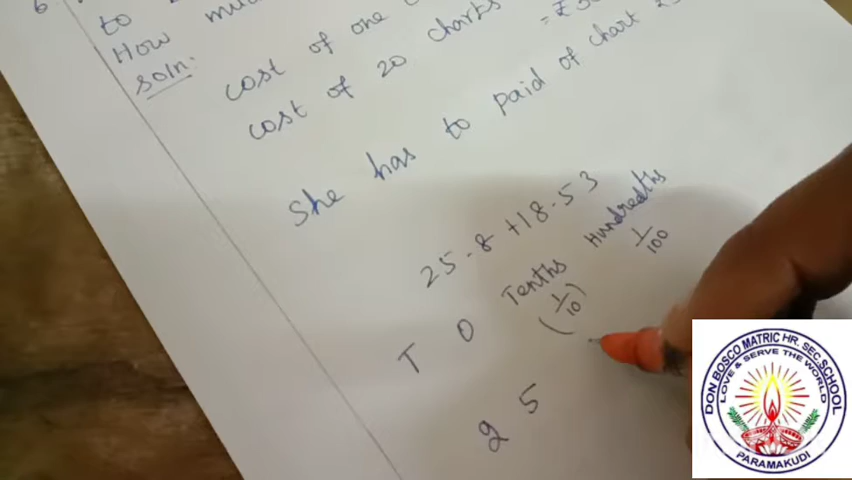 6
to
How
Soln:
cost of one
cost of 20 charts
She has to paid of chart
25.8 + 18.53
T O Tenths Hundredths
(1/10) 1/100
2 5
DON BOSCO MATRIC HR. SEC. SCHOOL
LOVE & SERVE THE WORLD
PARAMAKUDI